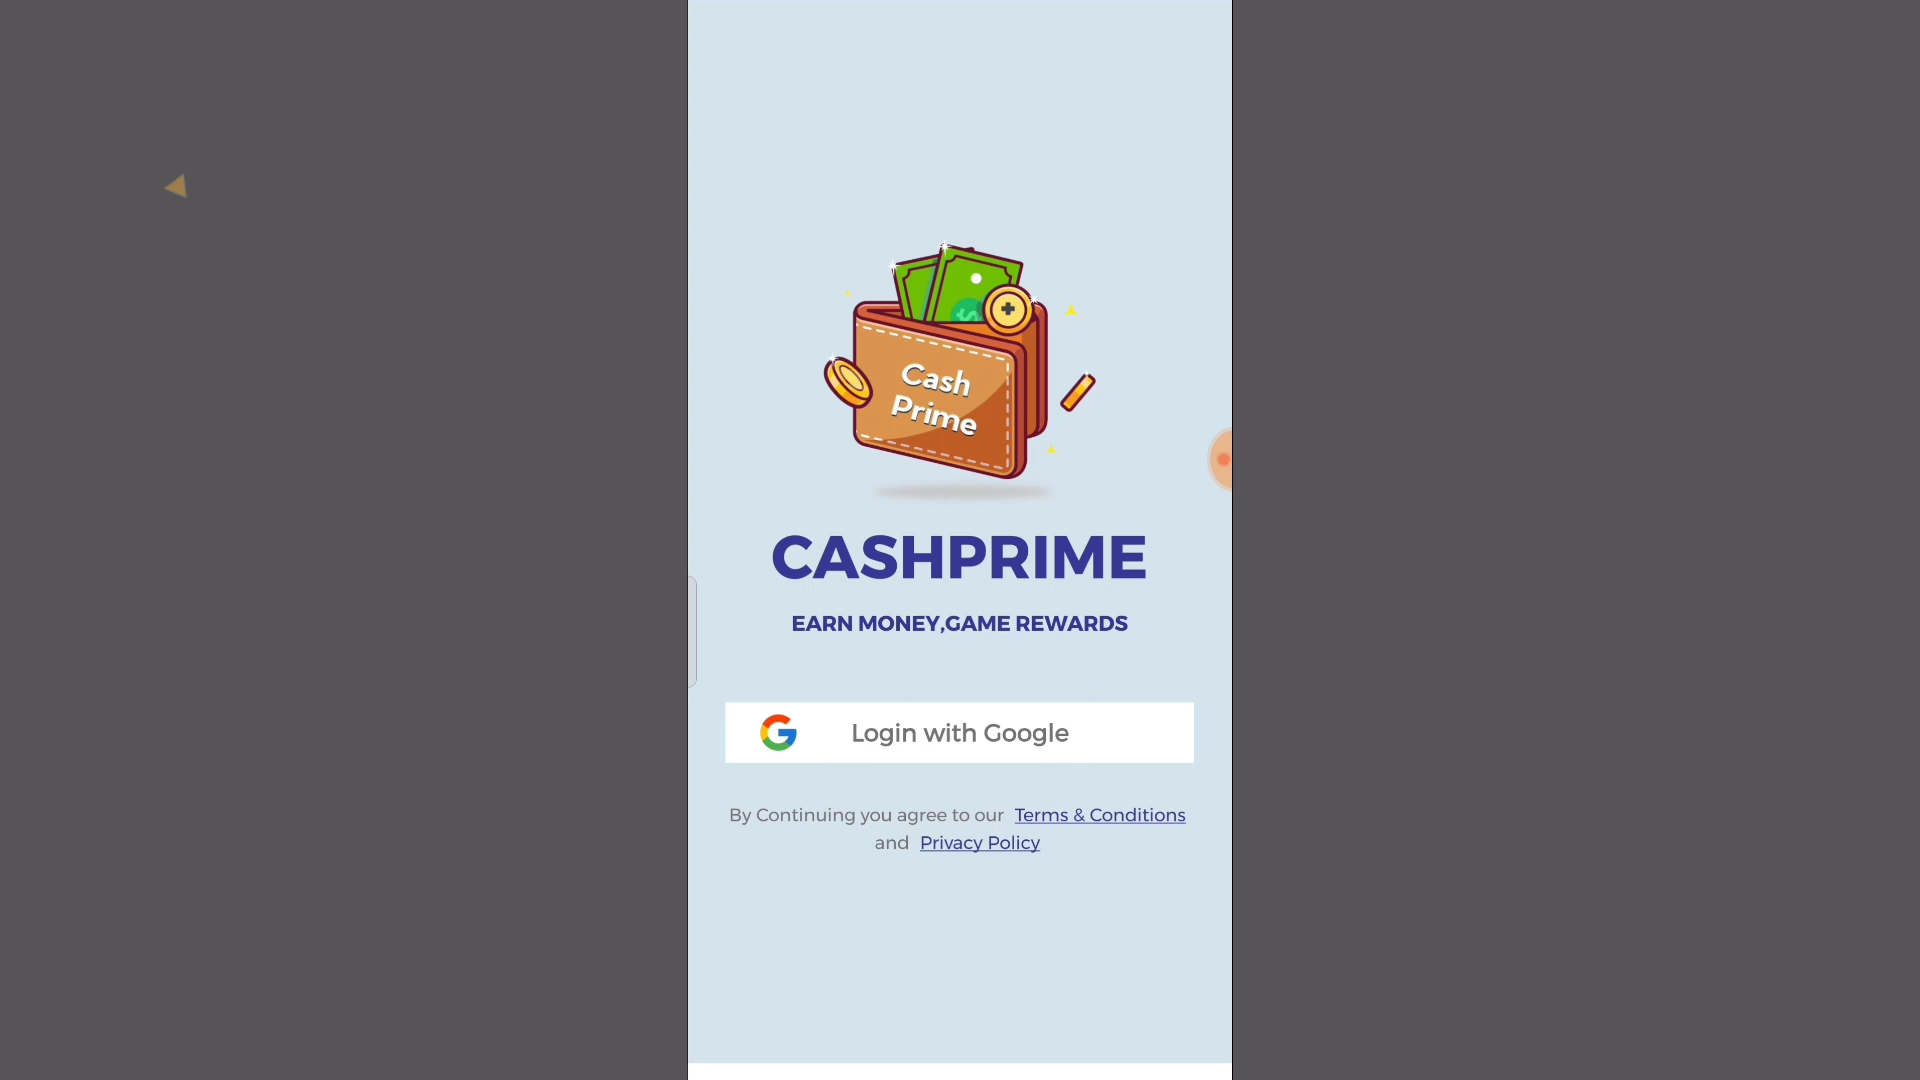 Cash
Prime
CASHPRIME
EARN MONEY,GAME REWARDS
Login with Google
By Continuing you agree to our Terms & Conditions
and Privacy Policy